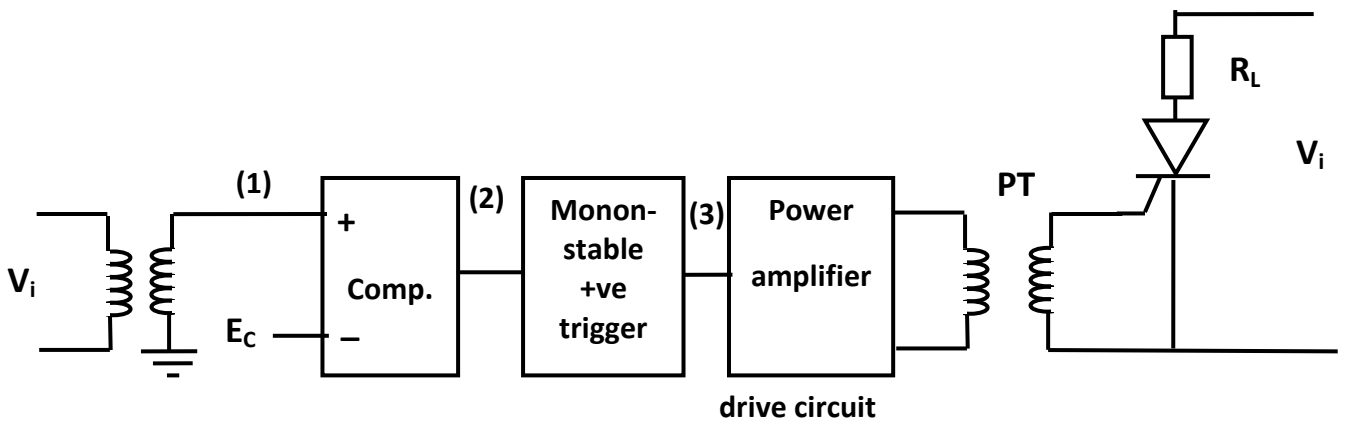 R_L
V_i
PT
(1)
(2)
(3)
+
Comp.
–
Monon-
stable
+ve
trigger
Power
amplifier
V_i
E_C
drive circuit